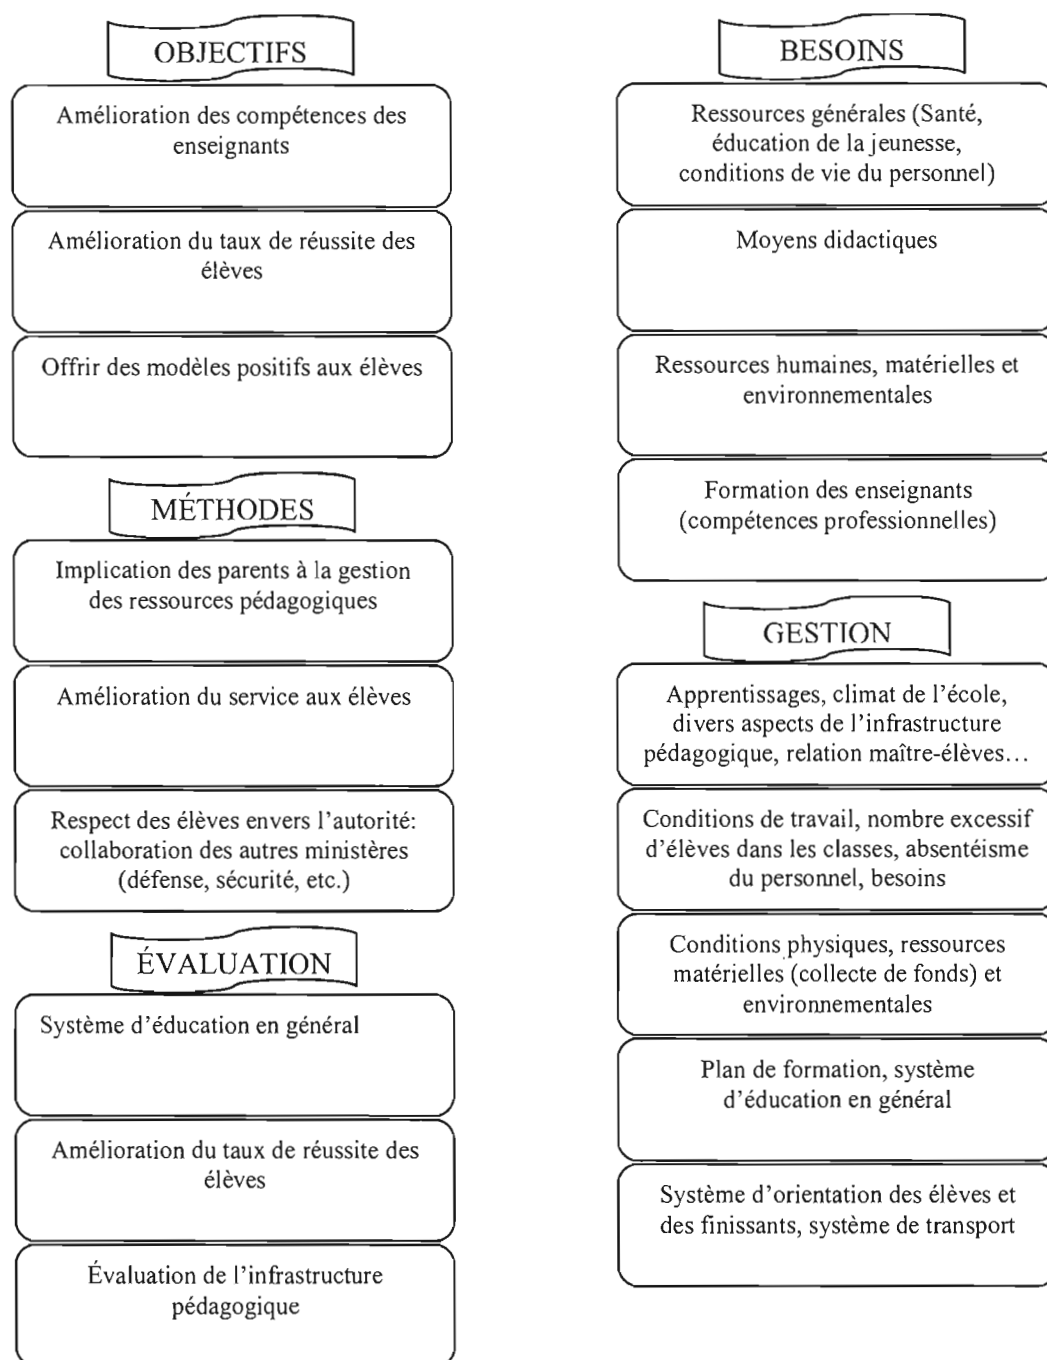 OBJECTIFS
Amélioration des compétences des
enseignants
Amélioration du taux de réussite des
élèves
Offrir des modèles positifs aux élèves
MÉTHODES
Implication des parents à la gestion
des ressources pédagogiques
Amélioration du service aux élèves
Respect des élèves envers l'autorité:
collaboration des autres ministères
(défense, sécurité, etc.)
ÉVALUATION
Système d'éducation en général
Amélioration du taux de réussite des
élèves
Évaluation de l'infrastructure
pédagogique
BESOINS
Ressources générales (Santé,
éducation de la jeunesse,
conditions de vie du personnel)
Moyens didactiques
Ressources humaines, matérielles et
environnementales
Formation des enseignants
(compétences professionnelles)
GESTION
Apprentissages, climat de l'école,
divers aspects de l'infrastructure
pédagogique, relation maître-élèves…
Conditions de travail, nombre excessif
d'élèves dans les classes, absentéisme
du personnel, besoins
Conditions physiques, ressources
matérielles (collecte de fonds) et
environnementales
Plan de formation, système
d'éducation en général
Système d'orientation des élèves et
des finissants, système de transport